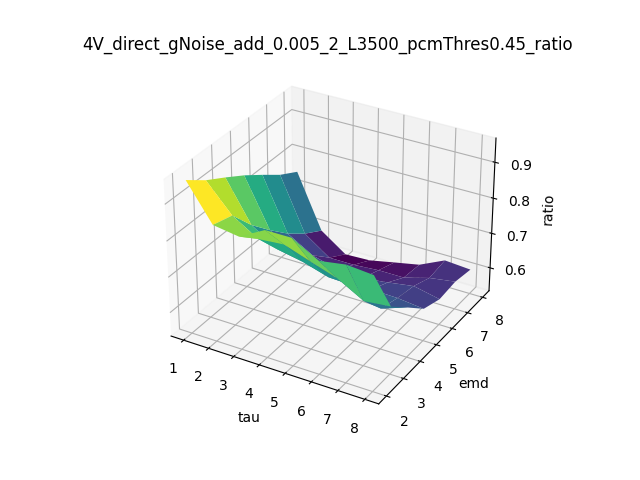 4V_direct_gNoise_add_0.005_2_L3500_pcmThres0.45_ratio
0.9
0.8
0.7
0.6
ratio
1 2 3 4 5 6 7 8
tau
2 3 4 5 6 7 8
emd